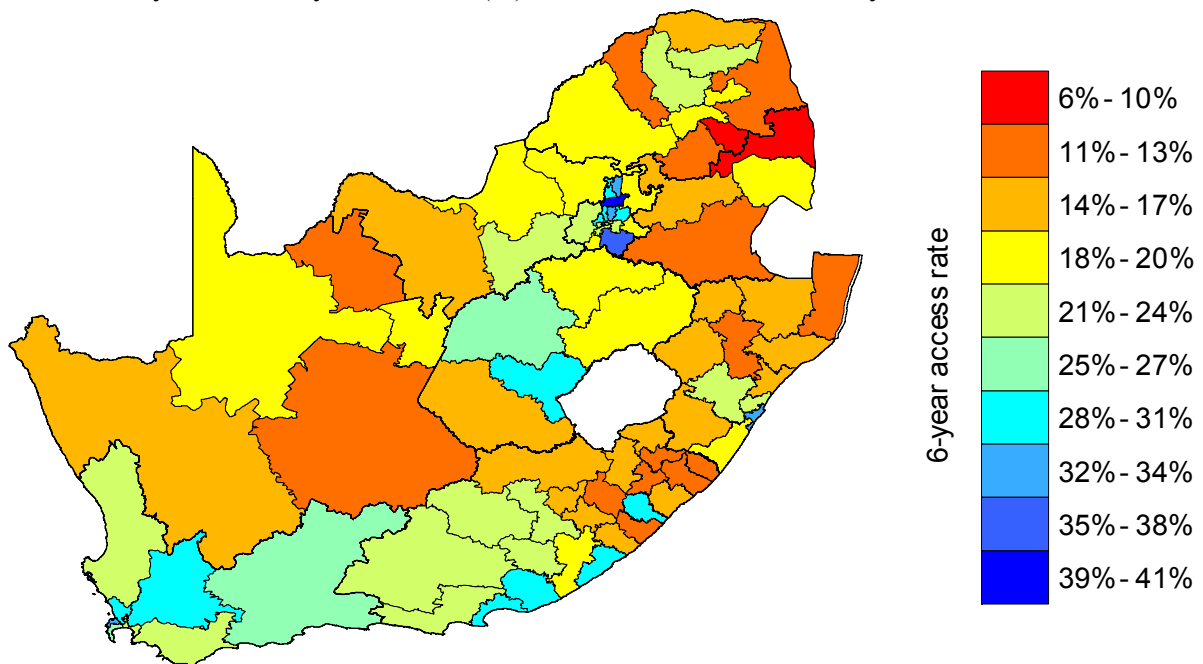 6-year access rate
6% - 10%
11% - 13%
14% - 17%
18% - 20%
21% - 24%
25% - 27%
28% - 31%
32% - 34%
35% - 38%
39% - 41%